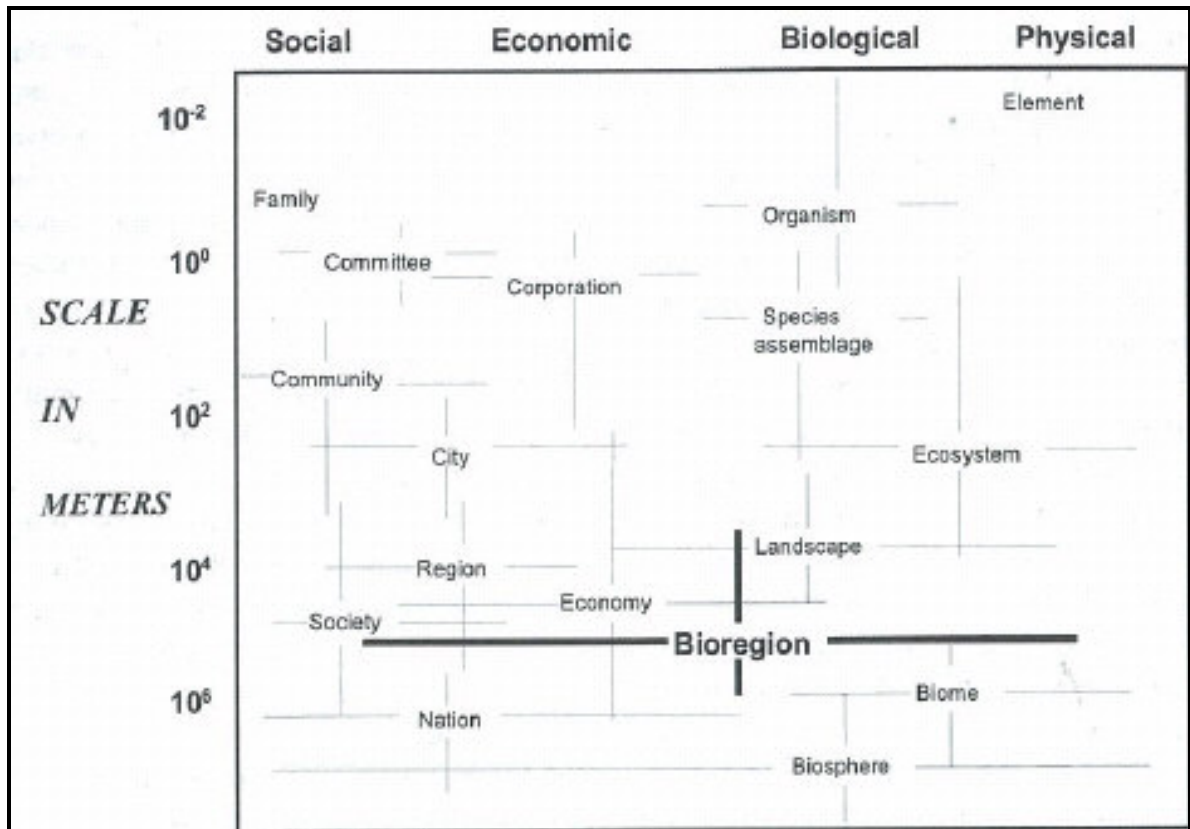 Social Economic Biological Physical
10⁻² Element
Family
Organism
10⁰ Committee
Corporation
SCALE Species
assemblage
Community
IN 10² City Ecosystem
METERS
Landscape
10⁴ Region
Economy
Society
Bioregion
10⁶ Biome
Nation
Biosphere